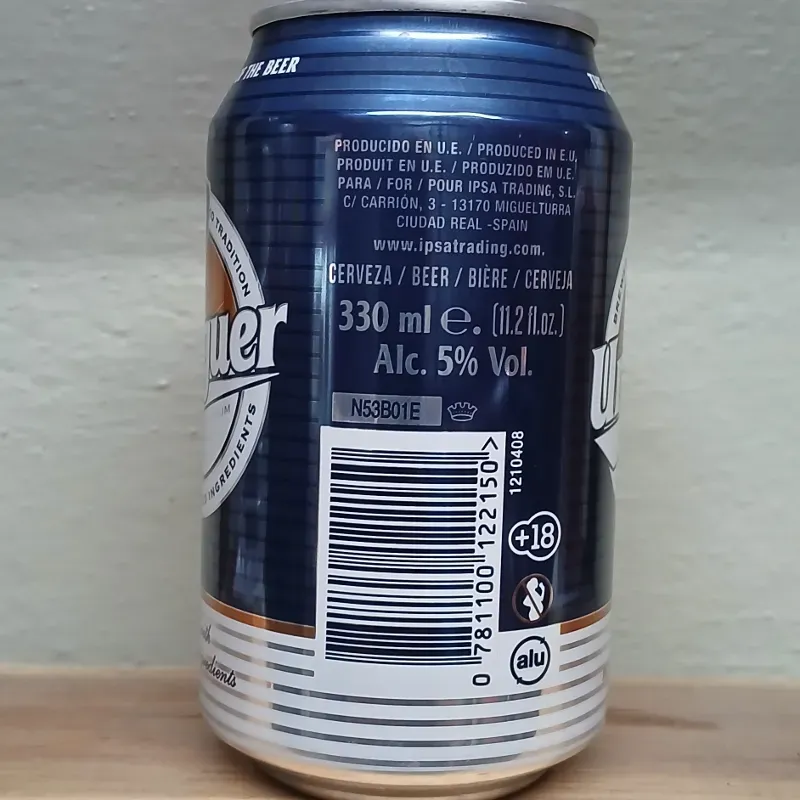 THE BEER
PRODUCIDO EN U.E. / PRODUCED IN E.U.
PRODUIT EN U.E. / PRODUZIDO EM U.E.
PARA / FOR / POUR IPSA TRADING, S.L.
C/ CARRIÓN, 3 - 13170 MIGUELTURRA
CIUDAD REAL -SPAIN
www.ipsatrading.com.
CERVEZA / BEER / BIÈRE / CERVEJA
330 ml e. (11.2 fl.oz.)
Alc. 5% Vol.
N53B01E
0 781100 122150 >
1210408
+18
alu
TRADITION
INGREDIENTS